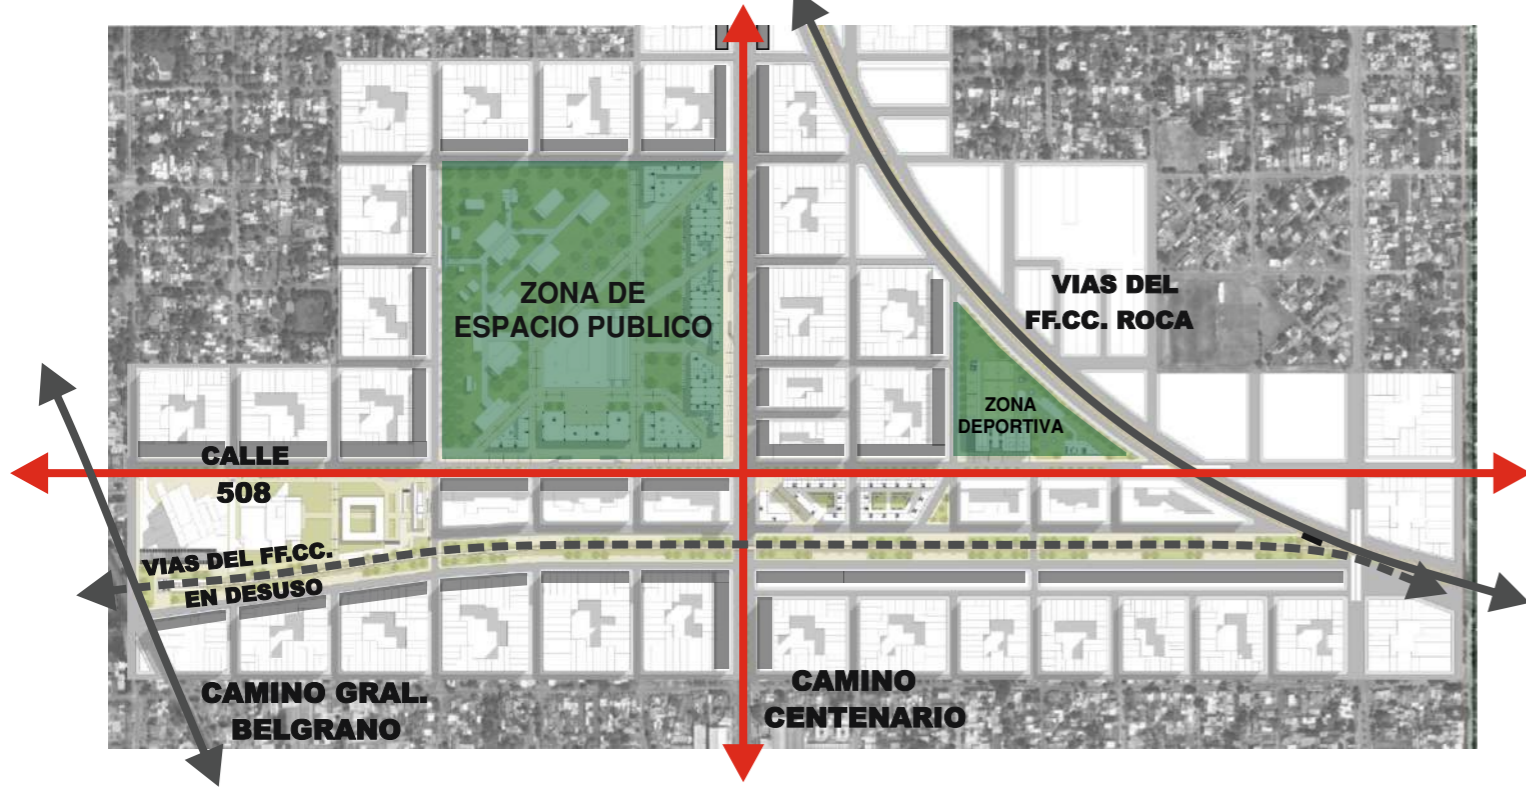 ZONA DE
ESPACIO PUBLICO
VIAS DEL
FF.CC. ROCA
ZONA
DEPORTIVA
CALLE
508
VIAS DEL FF.CC.
EN DESUSO
CAMINO GRAL.
BELGRANO
CAMINO
CENTENARIO